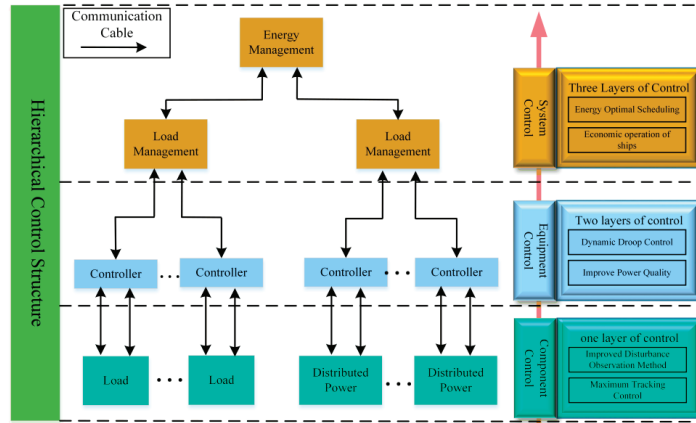 Hierarchical Control Structure
Communication
Cable
Energy
Management
Load
Management
Load
Management
Controller
...
Controller
Controller
...
Controller
Load
...
Load
Distributed
Power
...
Distributed
Power
System
Control
Three Layers of Control
Energy Optimal Scheduling
Economic operation of
ships
Equipment
Control
Two layers of control
Dynamic Droop Control
Improve Power Quality
Component
Control
one layer of control
Improved Disturbance
Observation Method
Maximum Tracking
Control